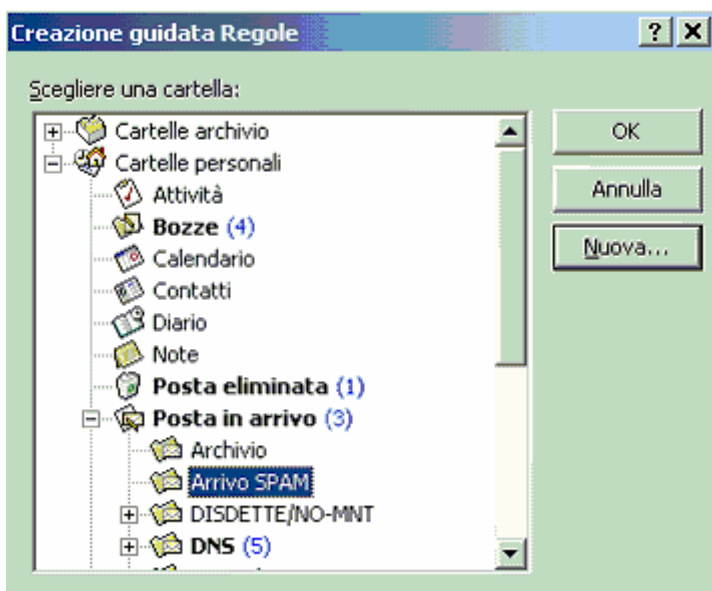 Creazione guidata Regole
Scegliere una cartella:
Cartelle archivio
Cartelle personali
Attività
Bozze (4)
Calendario
Contatti
Diario
Note
Posta eliminata (1)
Posta in arrivo (3)
Archivio
Arrivo SPAM
DISDETTE/NO-MNT
DNS (5)
OK
Annulla
Nuova...